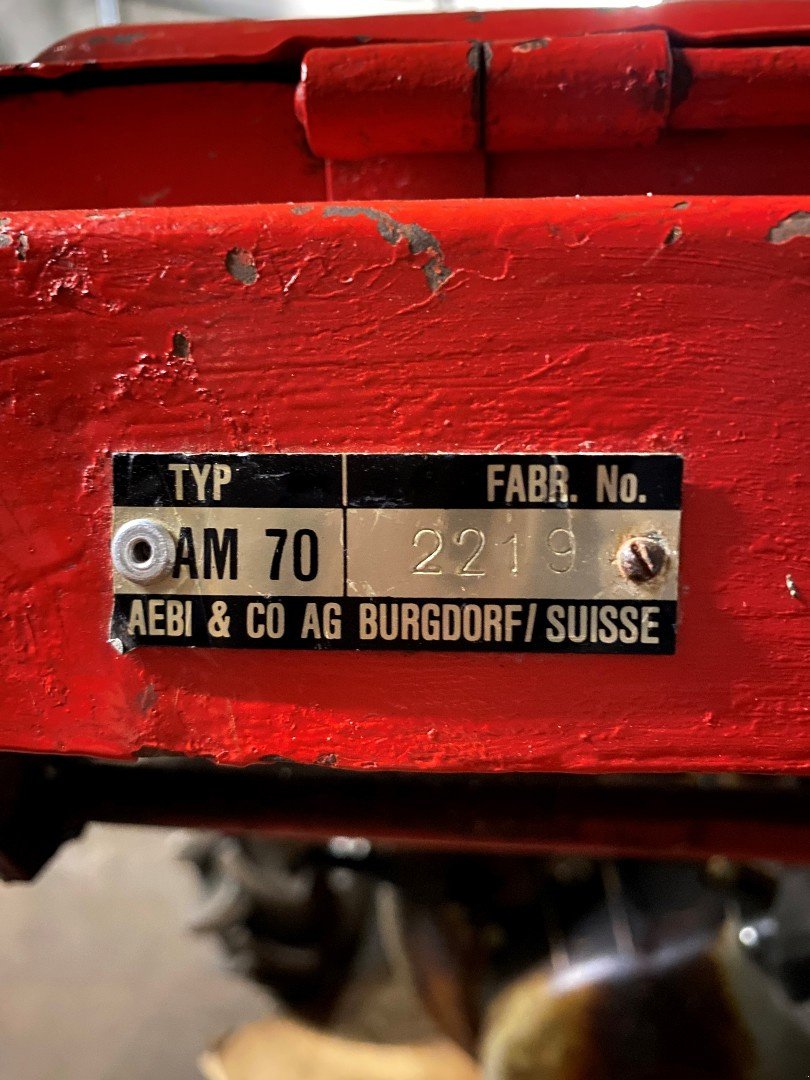 TYP FABR. No.
AM 70 2219
AEBI & CO AG BURGDORF/SUISSE